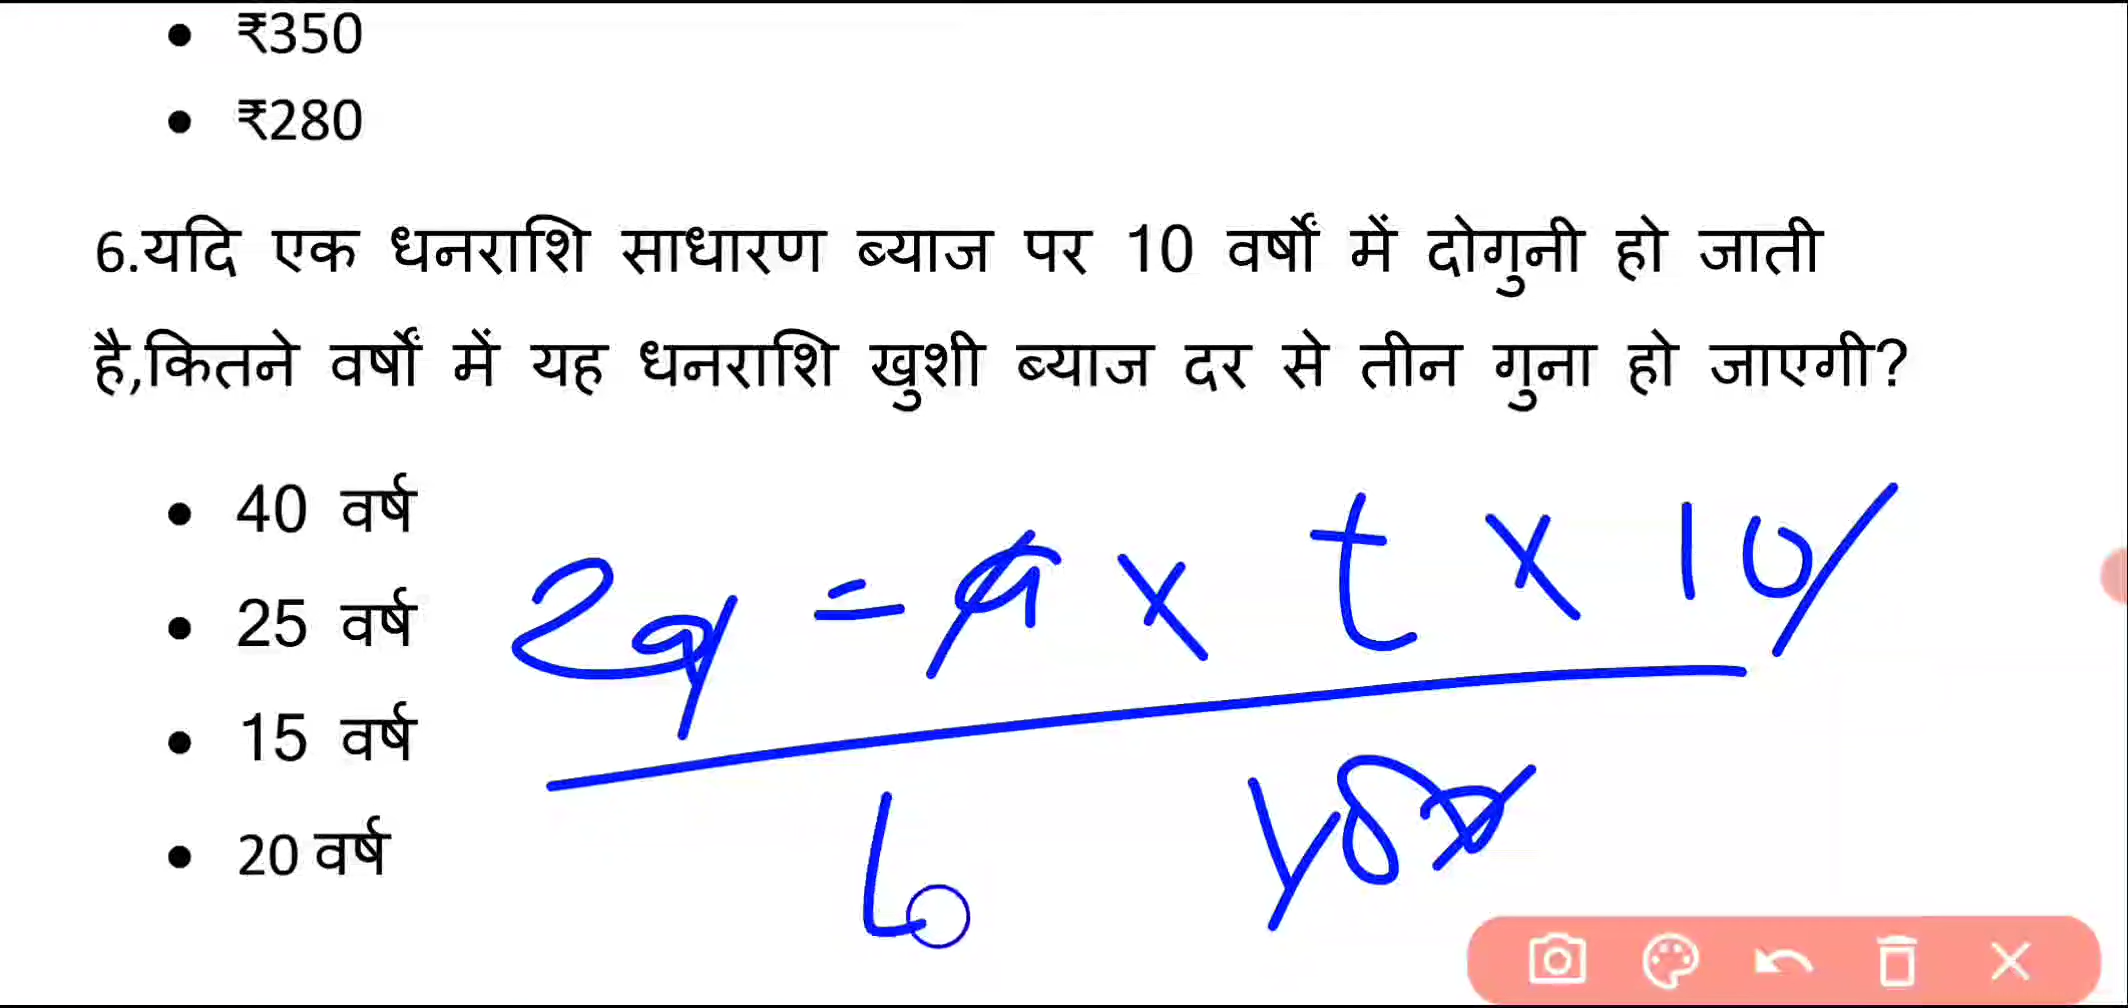 • ₹350
• ₹280
6.यदि एक धनराशि साधारण ब्याज पर 10 वर्षों में दोगुनी हो जाती
है,कितने वर्षों में यह धनराशि खुशी ब्याज दर से तीन गुना हो जाएगी?
• 40 वर्ष
• 25 वर्ष
• 15 वर्ष
• 20 वर्ष
= × t × 10